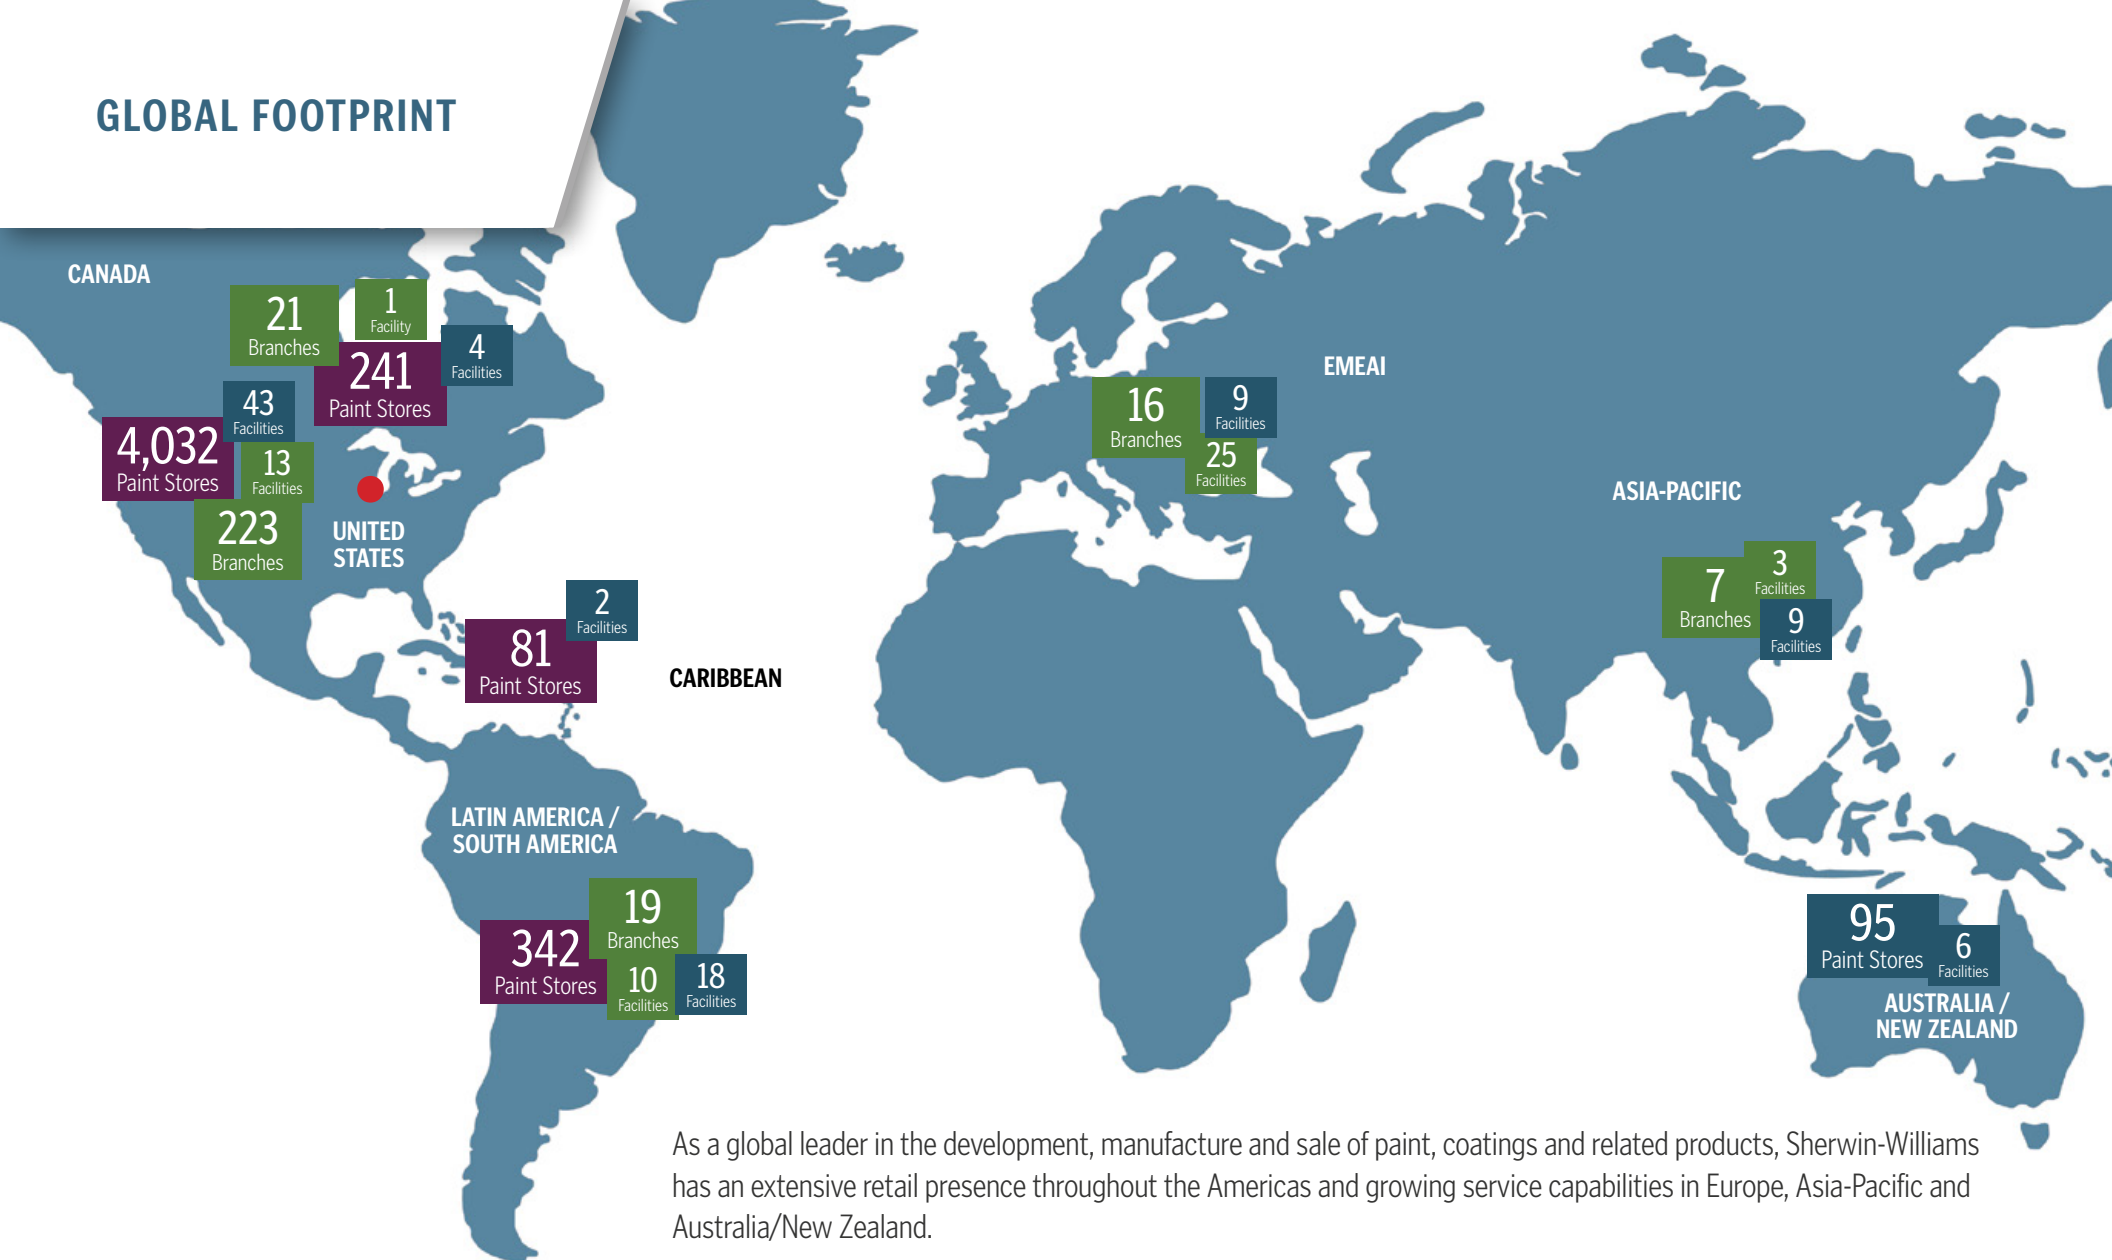 GLOBAL FOOTPRINT
CANADA
21
Branches
1
Facility
241
Paint Stores
4
Facilities
43
Facilities
4,032
Paint Stores
13
Facilities
223
Branches
UNITED
STATES
2
Facilities
81
Paint Stores
CARIBBEAN
LATIN AMERICA /
SOUTH AMERICA
19
Branches
342
Paint Stores
10
Facilities
18
Facilities
EMEAI
16
Branches
9
Facilities
25
Facilities
ASIA-PACIFIC
3
Facilities
7
Branches
9
Facilities
95
Paint Stores
6
Facilities
AUSTRALIA /
NEW ZEALAND
As a global leader in the development, manufacture and sale of paint, coatings and related products, Sherwin-Williams
has an extensive retail presence throughout the Americas and growing service capabilities in Europe, Asia-Pacific and
Australia/New Zealand.